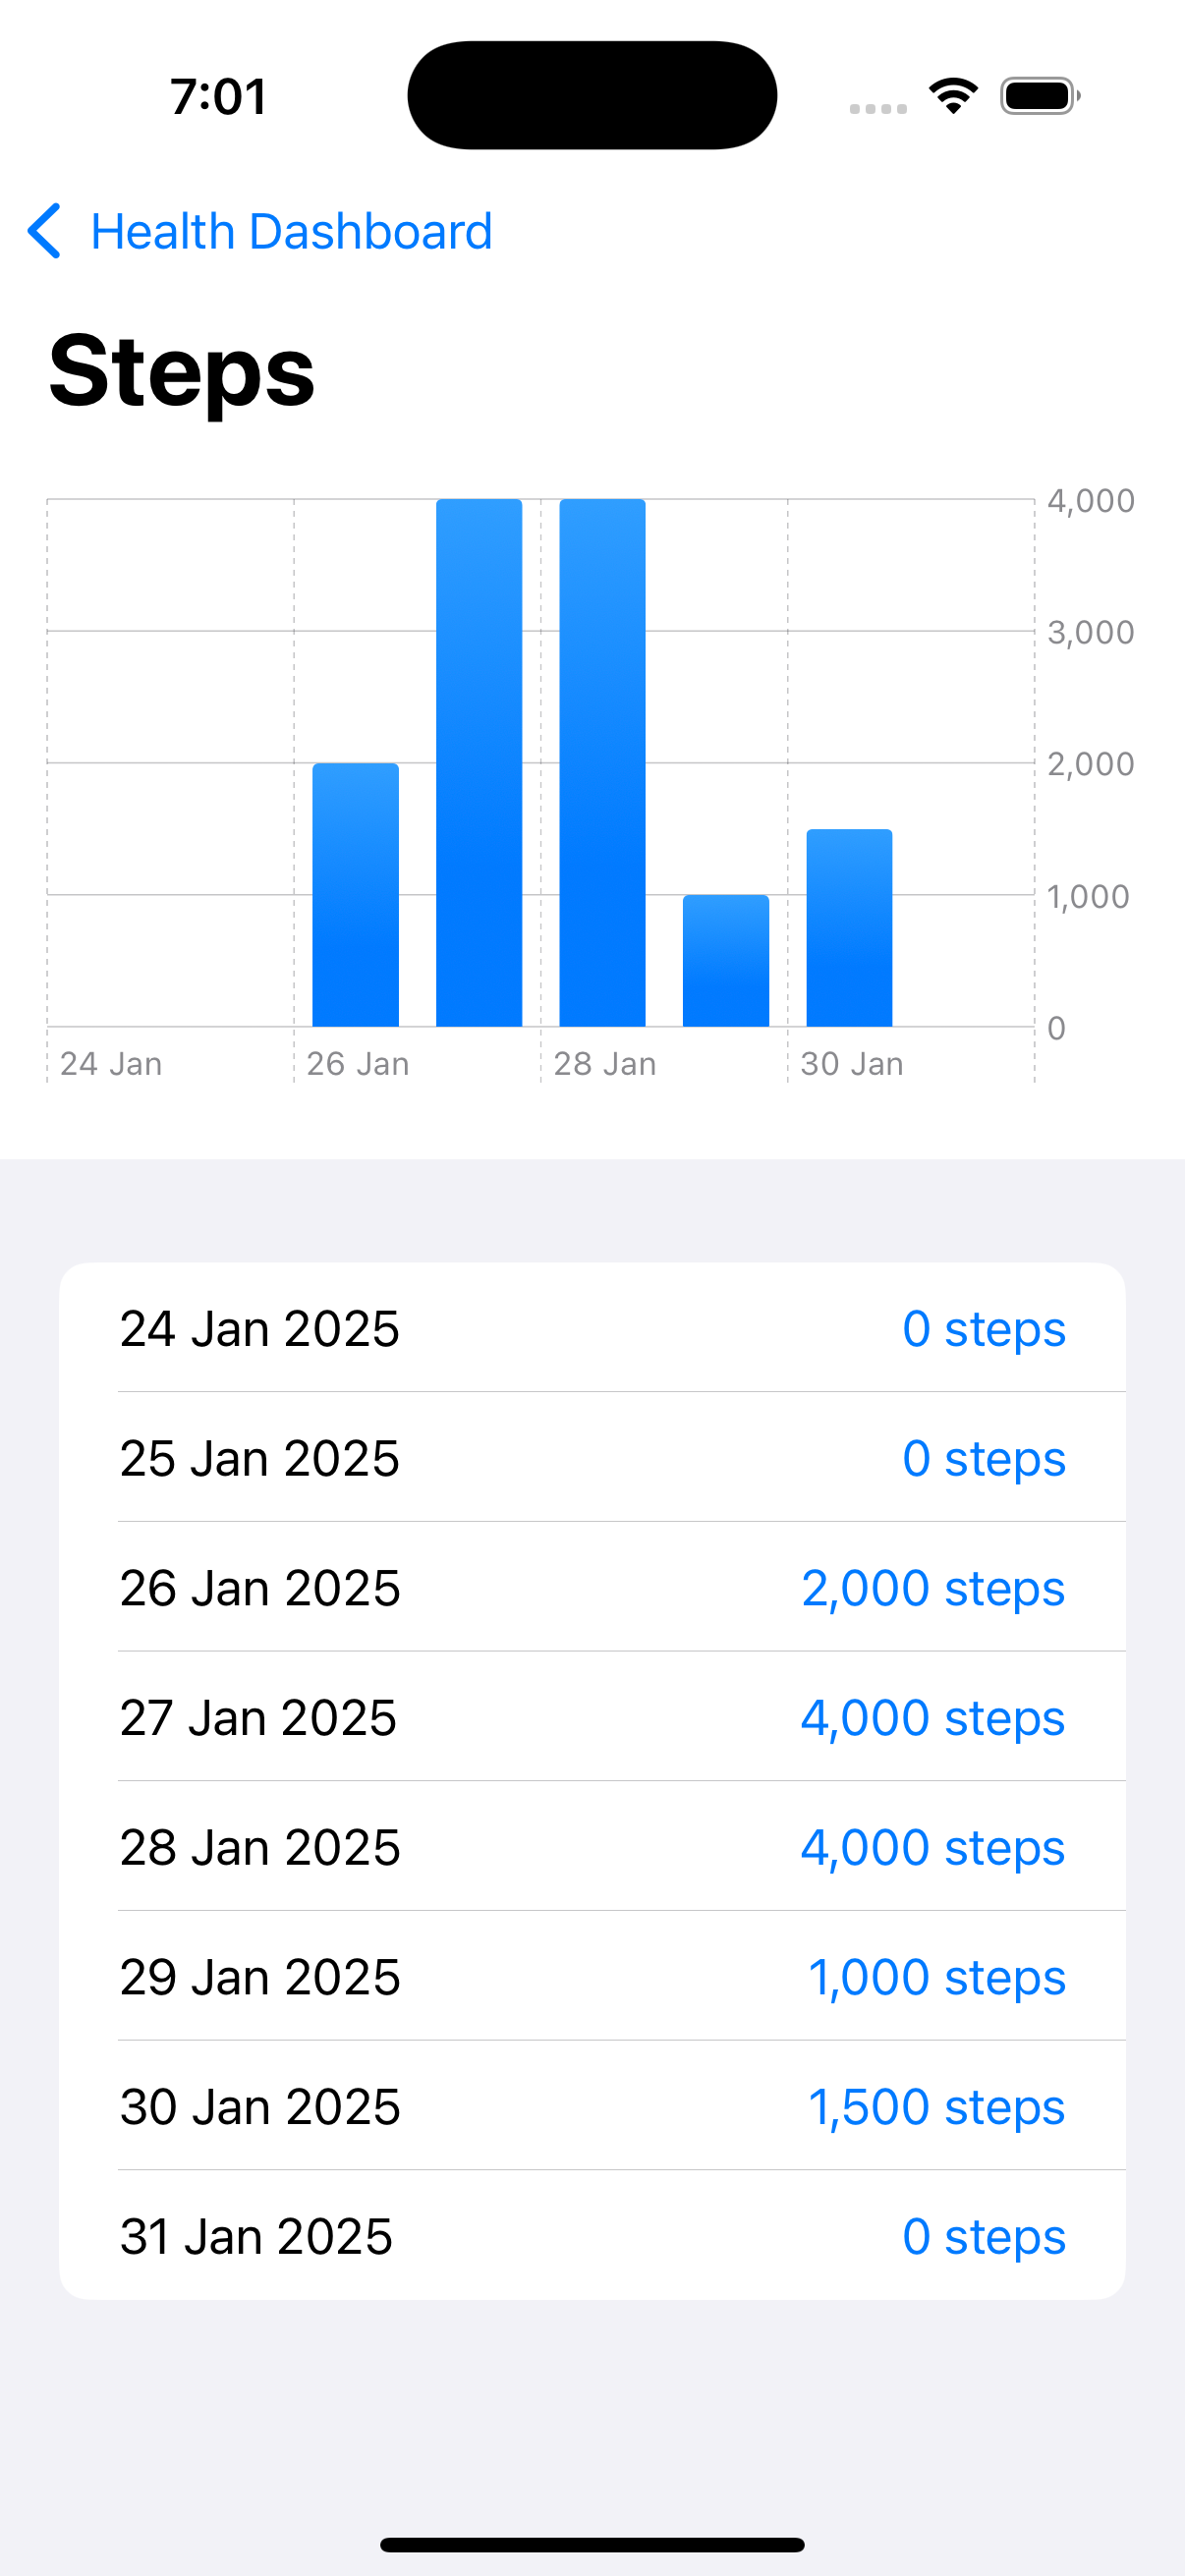 7:01
Health Dashboard
Steps
4,000
3,000
2,000
1,000
0
24 Jan 26 Jan 28 Jan 30 Jan
24 Jan 2025 0 steps
25 Jan 2025 0 steps
26 Jan 2025 2,000 steps
27 Jan 2025 4,000 steps
28 Jan 2025 4,000 steps
29 Jan 2025 1,000 steps
30 Jan 2025 1,500 steps
31 Jan 2025 0 steps